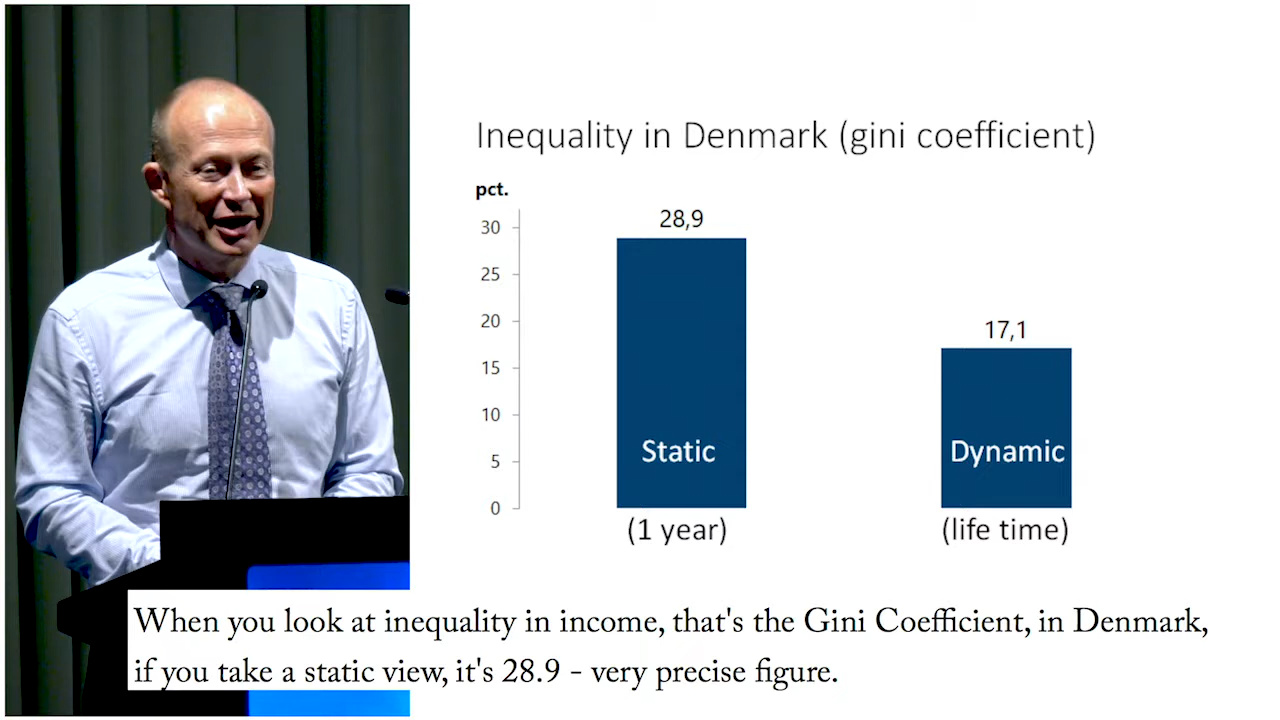 Inequality in Denmark (gini coefficient)
pct.
30
25
20
15
10
5
0
28,9
Static
(1 year)
17,1
Dynamic
(life time)
When you look at inequality in income, that's the Gini Coefficient, in Denmark,
if you take a static view, it's 28.9 - very precise figure.